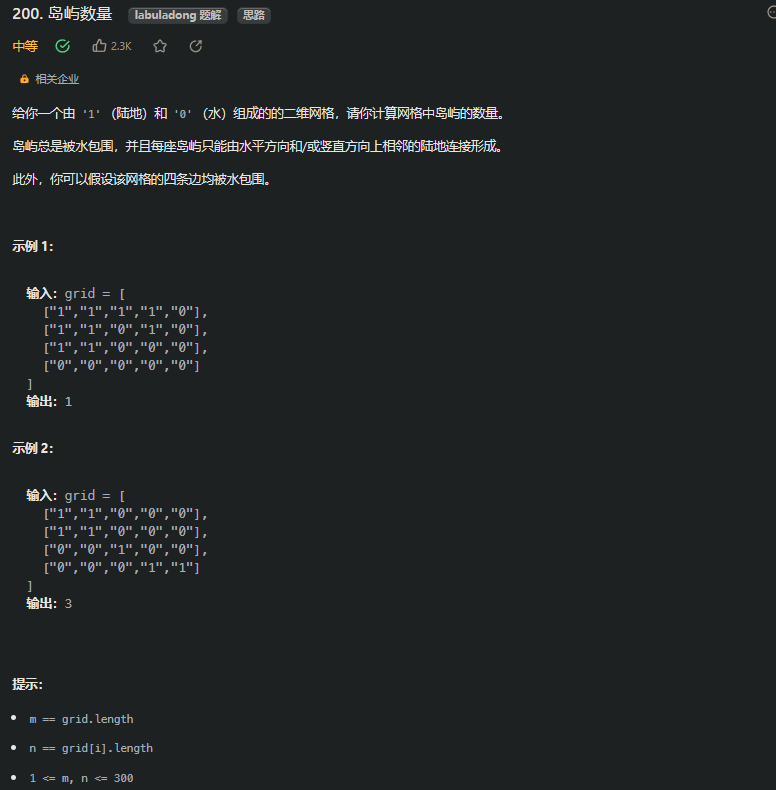 200. 岛屿数量 labuladong 题解 思路
中等 2.3K
相关企业
给你一个由 '1' （陆地）和 '0' （水）组成的的二维网格，请你计算网格中岛屿的数量。
岛屿总是被水包围，并且每座岛屿只能由水平方向和/或竖直方向上相邻的陆地连接形成。
此外，你可以假设该网格的四条边均被水包围。
示例 1：
输入：grid = [
["1","1","1","1","0"],
["1","1","0","1","0"],
["1","1","0","0","0"],
["0","0","0","0","0"]
]
输出：1
示例 2：
输入：grid = [
["1","1","0","0","0"],
["1","1","0","0","0"],
["0","0","1","0","0"],
["0","0","0","1","1"]
]
输出：3
提示：
m == grid.length
n == grid[i].length
1 <= m, n <= 300